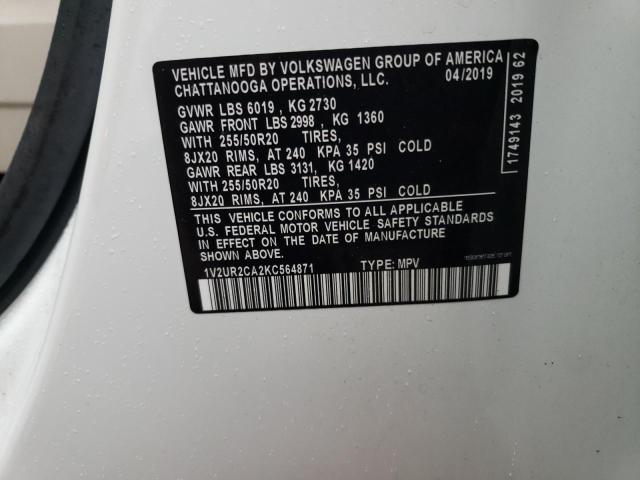 VEHICLE MFD BY VOLKSWAGEN GROUP OF AMERICA
CHATTANOOGA OPERATIONS, LLC. 04/2019
GVWR LBS 6019 , KG 2730
GAWR FRONT LBS 2998 , KG 1360
WITH 255/50R20 TIRES,
8JX20 RIMS, AT 240 KPA 35 PSI COLD
GAWR REAR LBS 3131, KG 1420
WITH 255/50R20 TIRES,
8JX20 RIMS, AT 240 KPA 35 PSI COLD
THIS VEHICLE CONFORMS TO ALL APPLICABLE
U.S. FEDERAL MOTOR VEHICLE SAFETY STANDARDS
IN EFFECT ON THE DATE OF MANUFACTURE
SHOWN ABOVE.
1V2UR2CA2KC564871 TYPE: MPV
1749143 2019 62